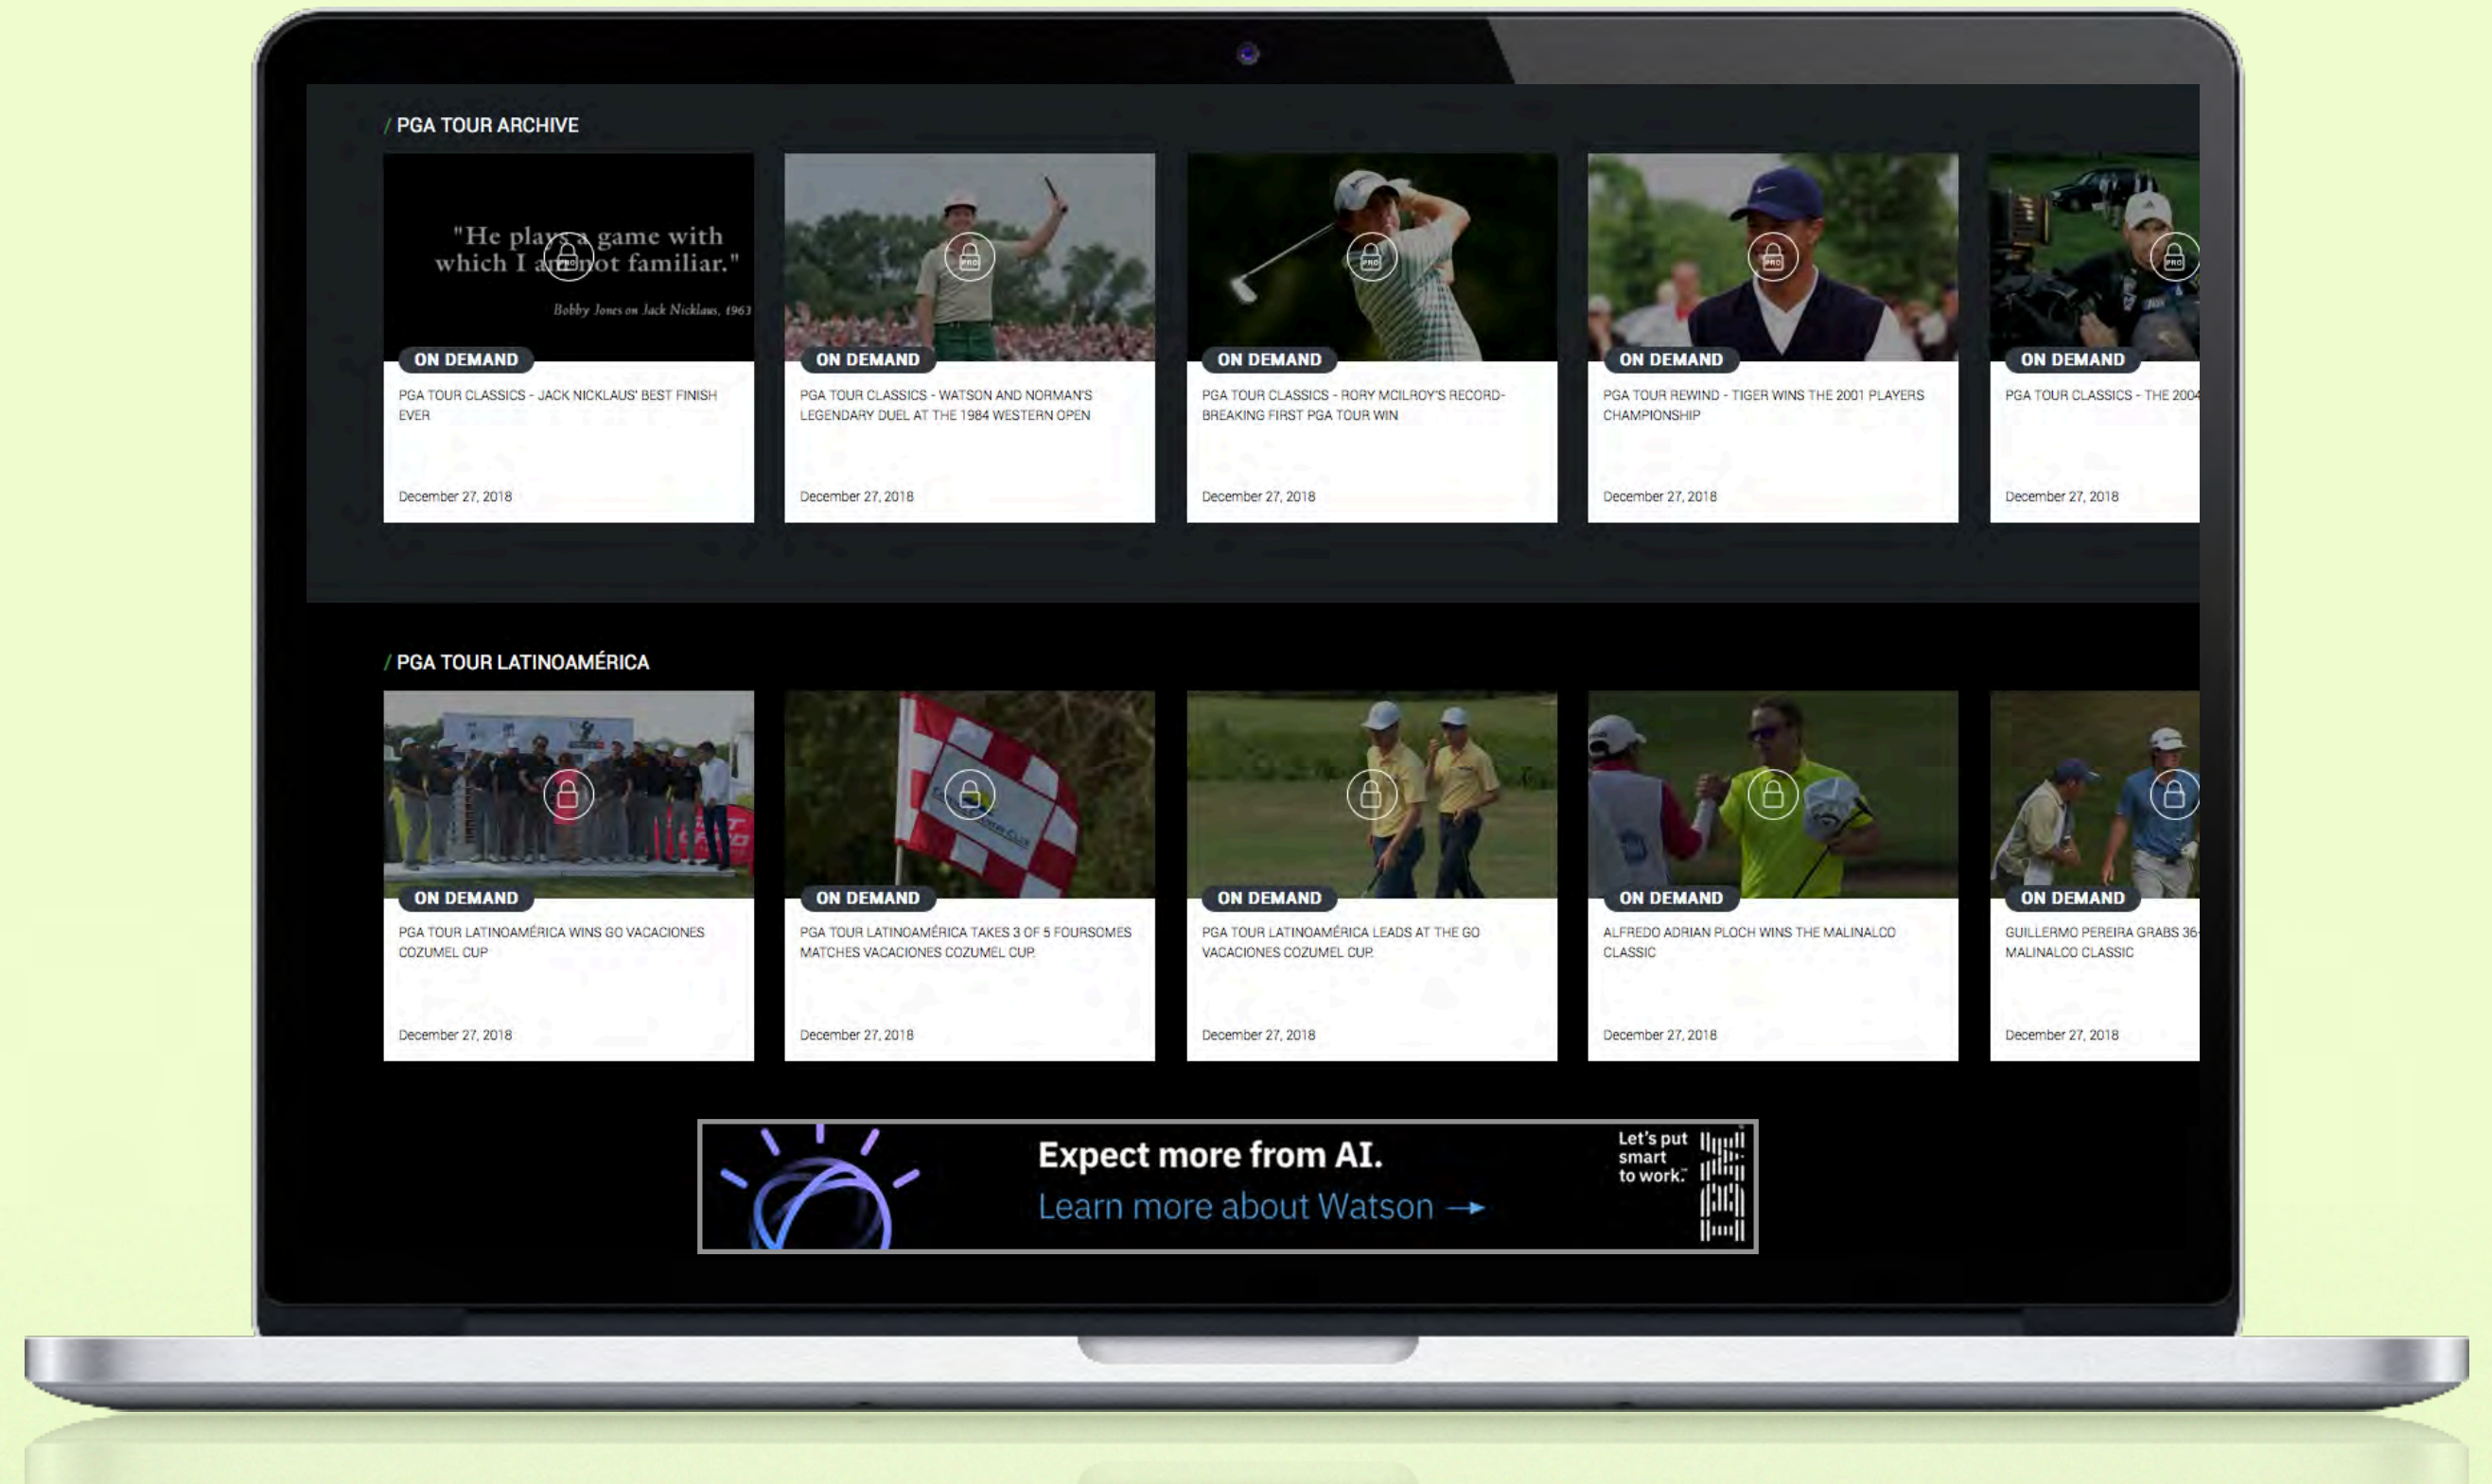 / PGA TOUR ARCHIVE
"He plays a game with
which I am not familiar."
Bobby Jones on Jack Nicklaus, 1963
PRO
PRO
PRO
PRO
PRO
ON DEMAND
ON DEMAND
ON DEMAND
ON DEMAND
ON DEMAND
PGA TOUR CLASSICS - JACK NICKLAUS' BEST FINISH
EVER
PGA TOUR CLASSICS - WATSON AND NORMAN'S
LEGENDARY DUEL AT THE 1984 WESTERN OPEN
PGA TOUR CLASSICS - RORY MCILROY'S RECORD-
BREAKING FIRST PGA TOUR WIN
PGA TOUR REWIND - TIGER WINS THE 2001 PLAYERS
CHAMPIONSHIP
PGA TOUR CLASSICS - THE 2004
December 27, 2018
December 27, 2018
December 27, 2018
December 27, 2018
December 27, 2018
/ PGA TOUR LATINOAMÉRICA
ON DEMAND
ON DEMAND
ON DEMAND
ON DEMAND
ON DEMAND
PGA TOUR LATINOAMÉRICA WINS GO VACACIONES
COZUMEL CUP
PGA TOUR LATINOAMÉRICA TAKES 3 OF 5 FOURSOMES
MATCHES VACACIONES COZUMEL CUP.
PGA TOUR LATINOAMÉRICA LEADS AT THE GO
VACACIONES COZUMEL CUP.
ALFREDO ADRIAN PLOCH WINS THE MALINALCO
CLASSIC
GUILLERMO PEREIRA GRABS 36-
MALINALCO CLASSIC
December 27, 2018
December 27, 2018
December 27, 2018
December 27, 2018
December 27, 2018
Expect more from AI.
Learn more about Watson →
Let's put
smart
to work.™
IBM®